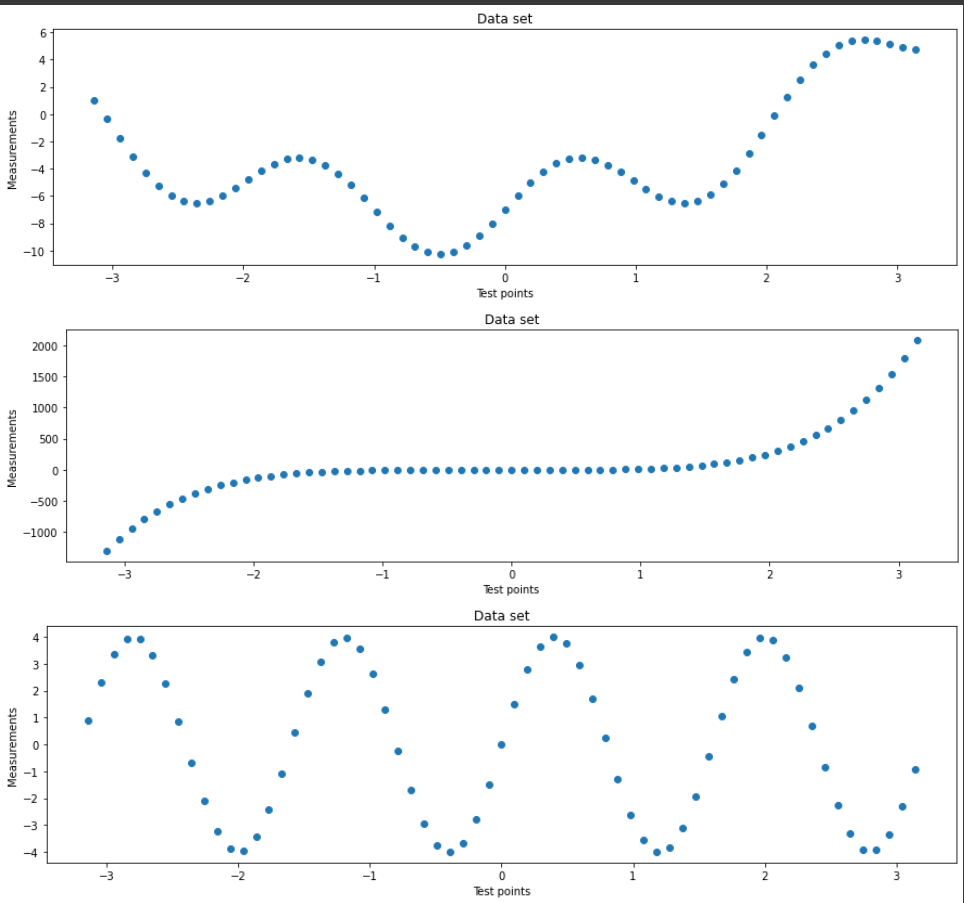 Data set
6
4
2
0
−2
−4
−6
−8
−10
Measurements
−3 −2 −1 0 1 2 3
Test points
Data set
2000
1500
1000
500
0
−500
−1000
Measurements
−3 −2 −1 0 1 2 3
Test points
Data set
4
3
2
1
0
−1
−2
−3
−4
Measurements
−3 −2 −1 0 1 2 3
Test points